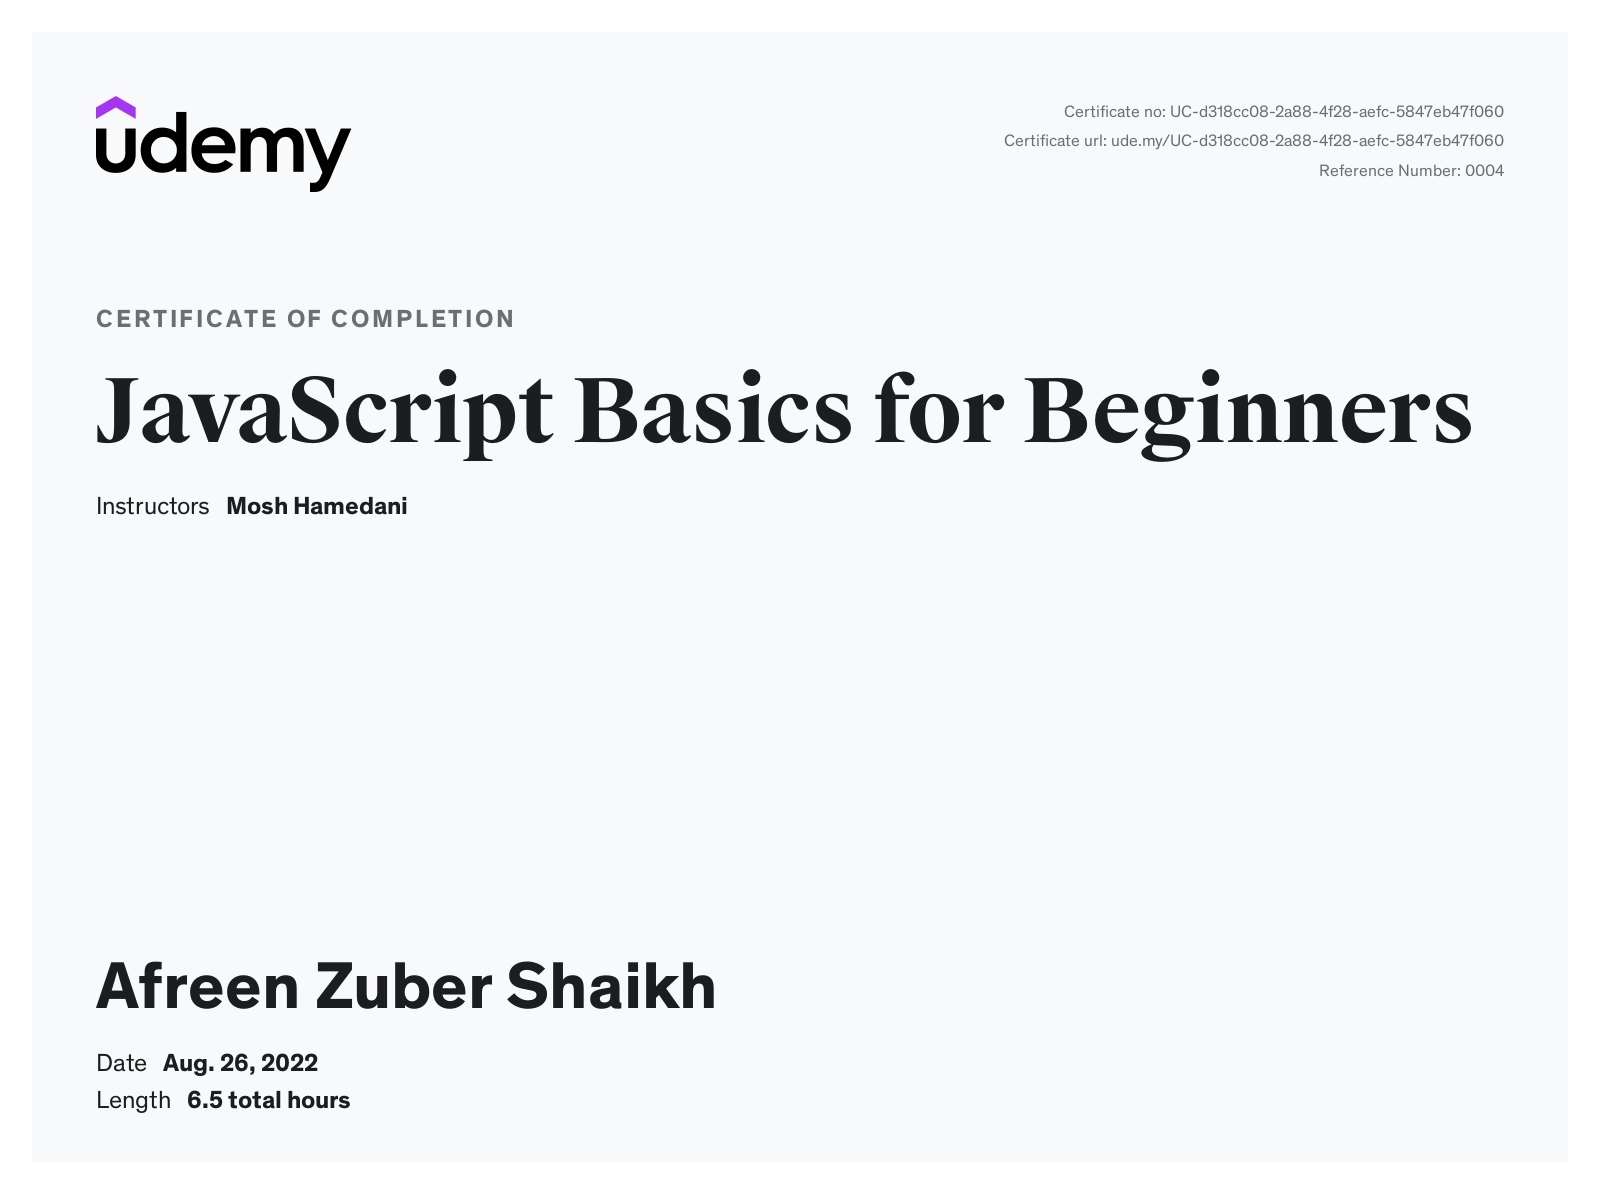 udemy
Certificate no: UC-d318cc08-2a88-4f28-aefc-5847eb47f060
Certificate url: ude.my/UC-d318cc08-2a88-4f28-aefc-5847eb47f060
Reference Number: 0004
CERTIFICATE OF COMPLETION
JavaScript Basics for Beginners
Instructors Mosh Hamedani
Afreen Zuber Shaikh
Date Aug. 26, 2022
Length 6.5 total hours